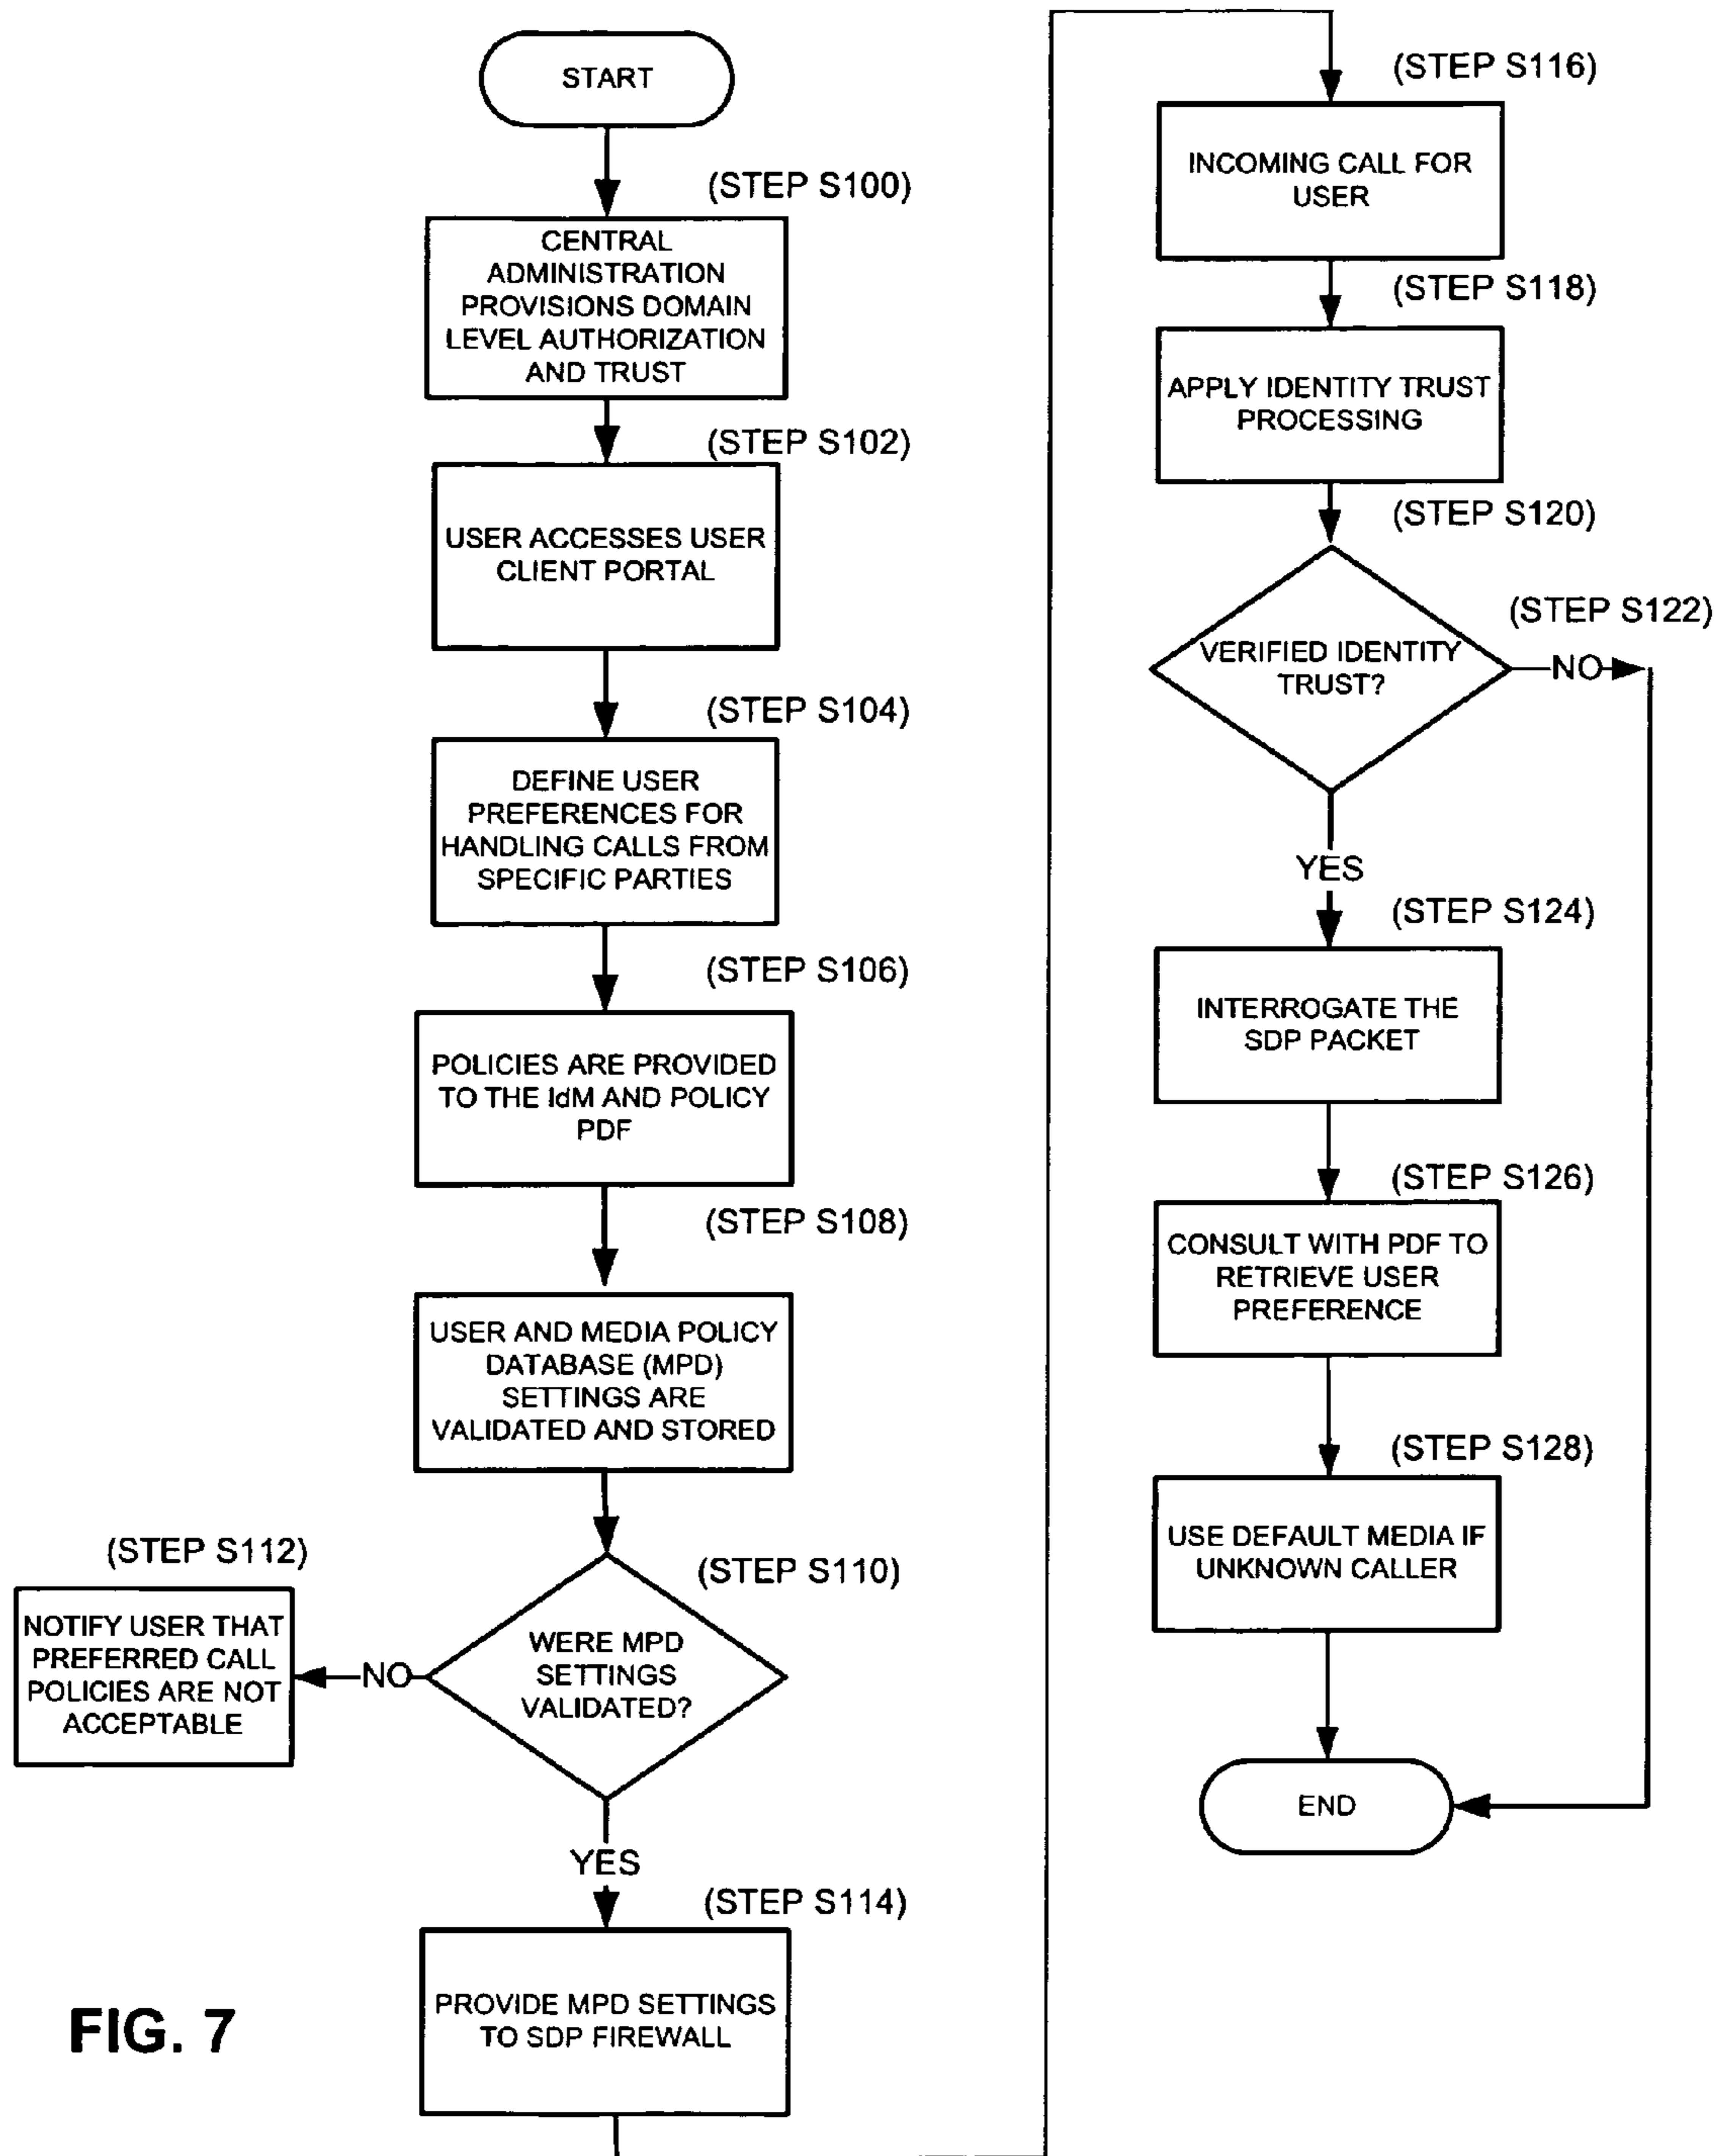 START
(STEP S100)
CENTRAL
ADMINISTRATION
PROVISIONS DOMAIN
LEVEL AUTHORIZATION
AND TRUST
(STEP S102)
USER ACCESSES USER
CLIENT PORTAL
(STEP S104)
DEFINE USER
PREFERENCES FOR
HANDLING CALLS FROM
SPECIFIC PARTIES
(STEP S106)
POLICIES ARE PROVIDED
TO THE IdM AND POLICY
PDF
(STEP S108)
USER AND MEDIA POLICY
DATABASE (MPD)
SETTINGS ARE
VALIDATED AND STORED
(STEP S110)
WERE MPD
SETTINGS
VALIDATED?
NO
(STEP S112)
NOTIFY USER THAT
PREFERRED CALL
POLICIES ARE NOT
ACCEPTABLE
YES
(STEP S114)
PROVIDE MPD SETTINGS
TO SDP FIREWALL
(STEP S116)
INCOMING CALL FOR
USER
(STEP S118)
APPLY IDENTITY TRUST
PROCESSING
(STEP S120)
VERIFIED IDENTITY
TRUST?
(STEP S122)
NO
YES
(STEP S124)
INTERROGATE THE
SDP PACKET
(STEP S126)
CONSULT WITH PDF TO
RETRIEVE USER
PREFERENCE
(STEP S128)
USE DEFAULT MEDIA IF
UNKNOWN CALLER
END
FIG. 7